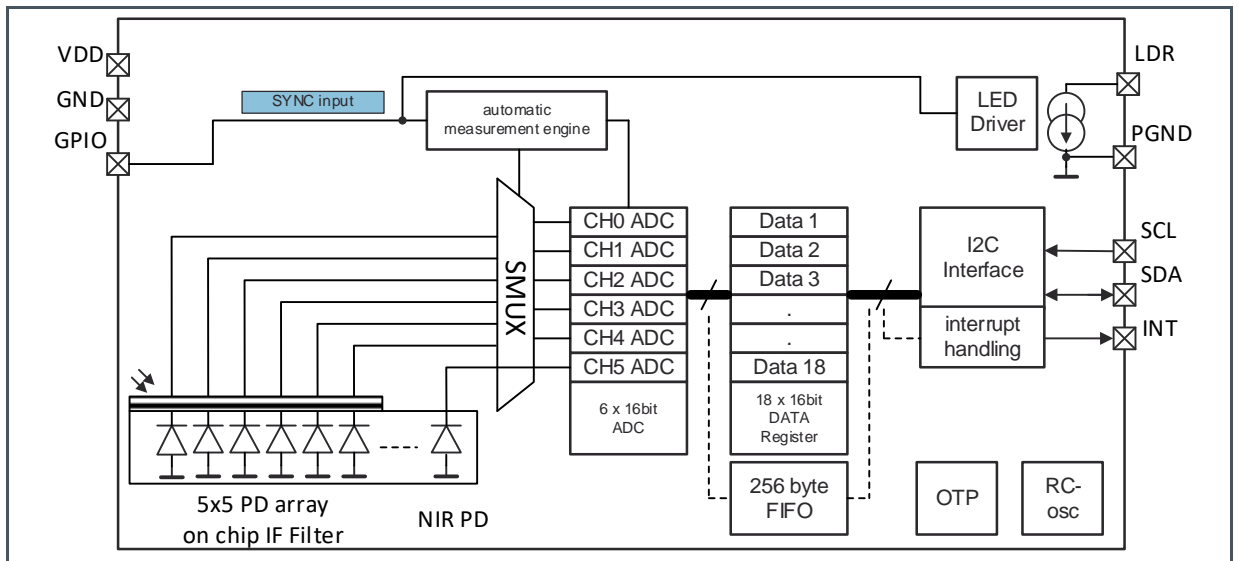 VDD
GND
GPIO
SYNC input
automatic
measurement engine
LED
Driver
LDR
PGND
SMUX
CH0 ADC
CH1 ADC
CH2 ADC
CH3 ADC
CH4 ADC
CH5 ADC
6 x 16bit
ADC
Data 1
Data 2
Data 3
.
.
Data 18
18 x 16bit
DATA
Register
256 byte
FIFO
I2C
Interface
interrupt
handling
SCL
SDA
INT
OTP
RC-
osc
5x5 PD array
on chip IF Filter
NIR PD